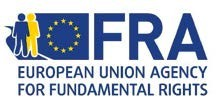 FRA
EUROPEAN UNION AGENCY
FOR FUNDAMENTAL RIGHTS